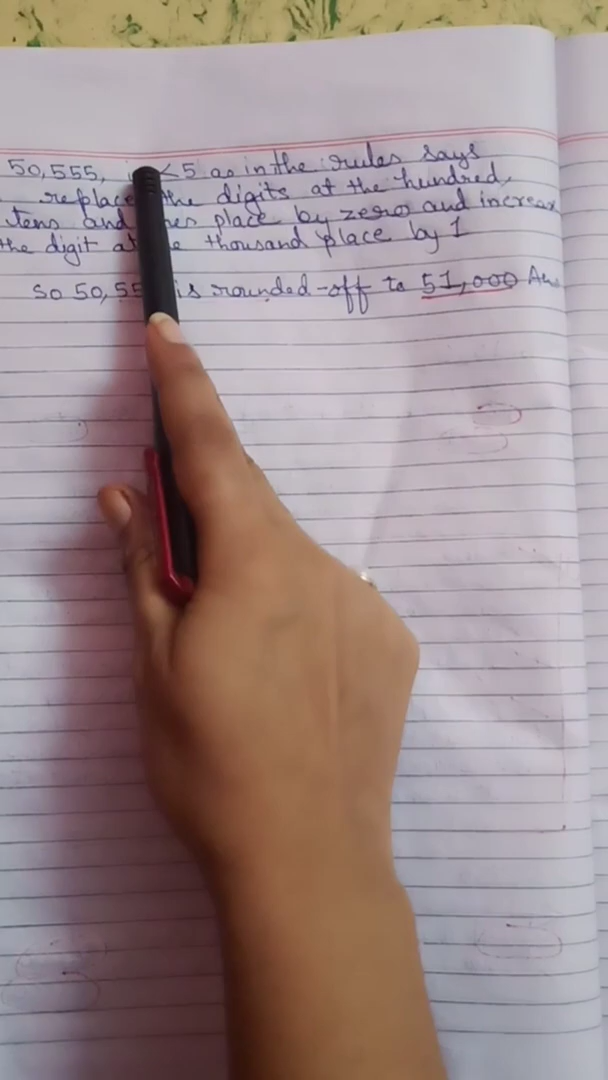 50,555, < 5 as in the rules says
replace the digits at the hundred,
tens and place by zero and increase
the digit at thousand place by 1
So 50,55 is rounded-off to 51,000 Ans